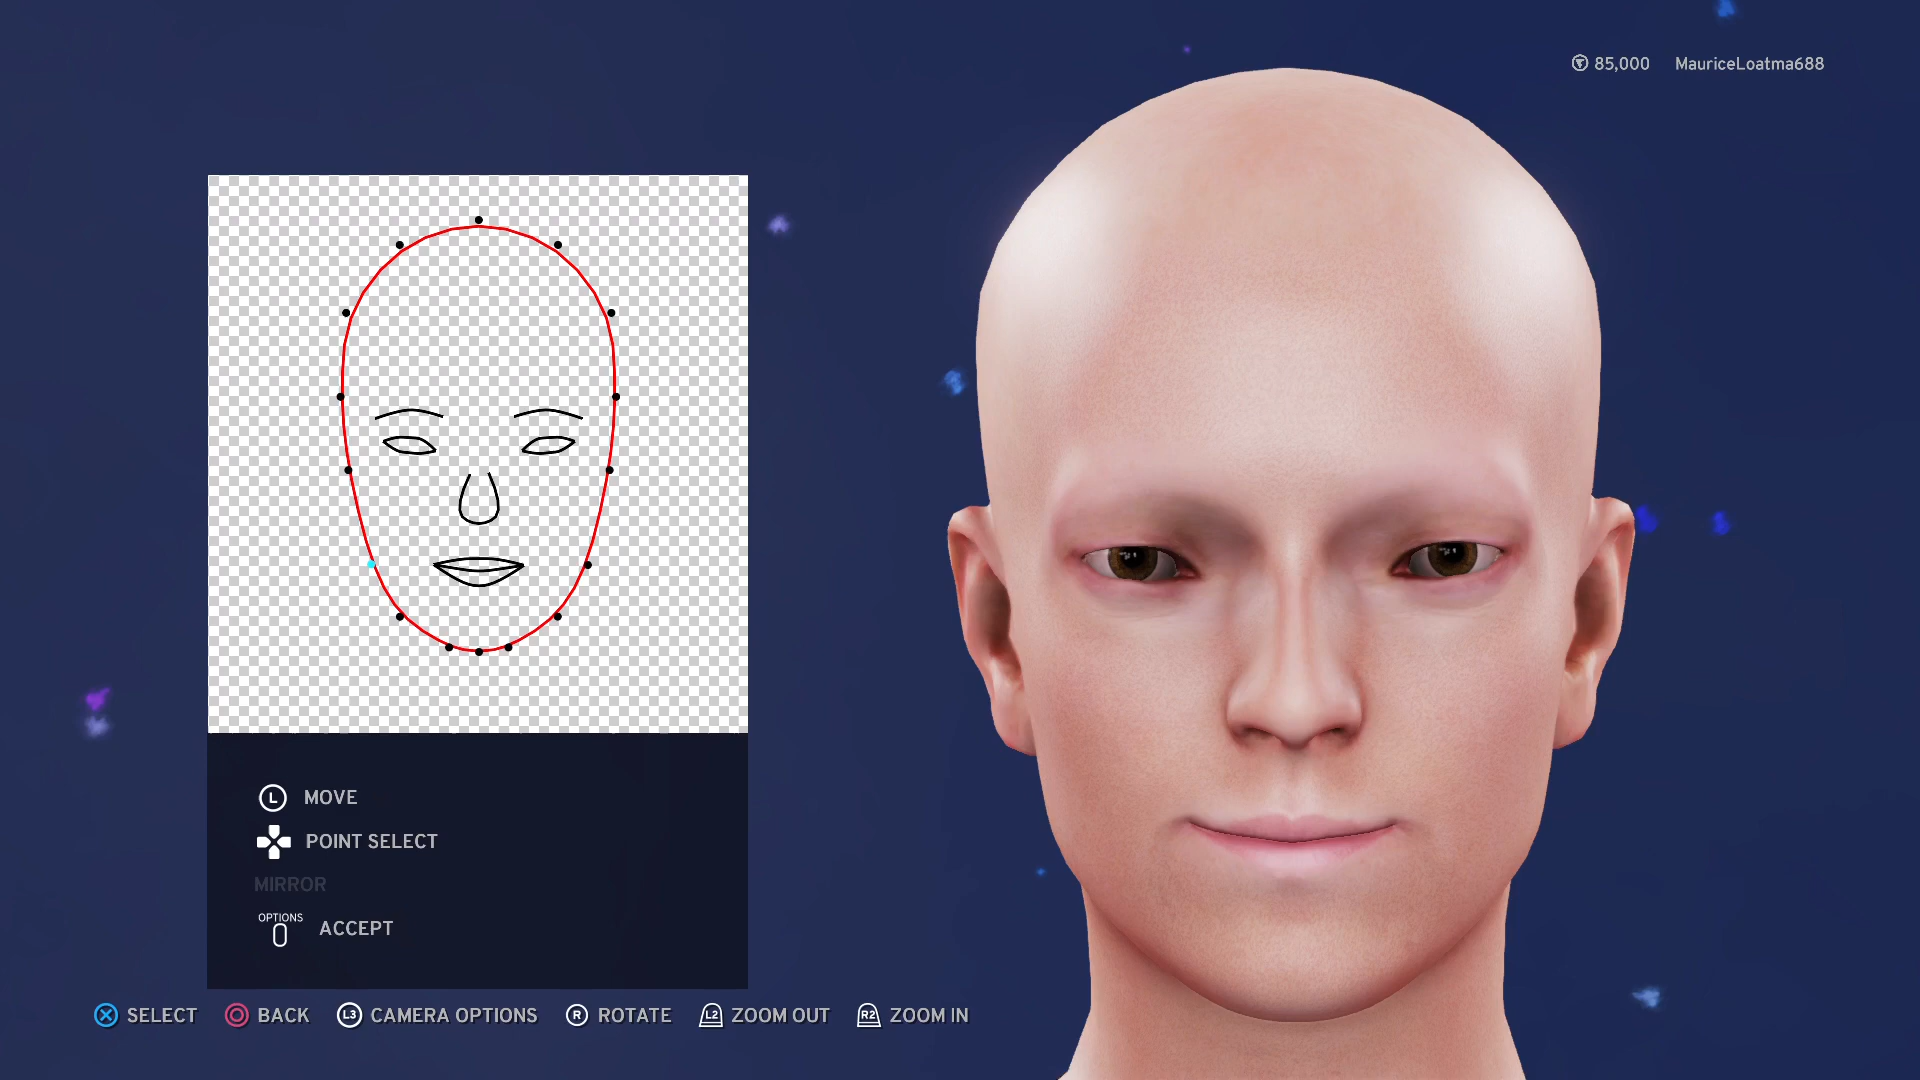 85,000 MauriceLoatma688
L MOVE
POINT SELECT
MIRROR
OPTIONS
ACCEPT
SELECT BACK L3 CAMERA OPTIONS R ROTATE L2 ZOOM OUT R2 ZOOM IN